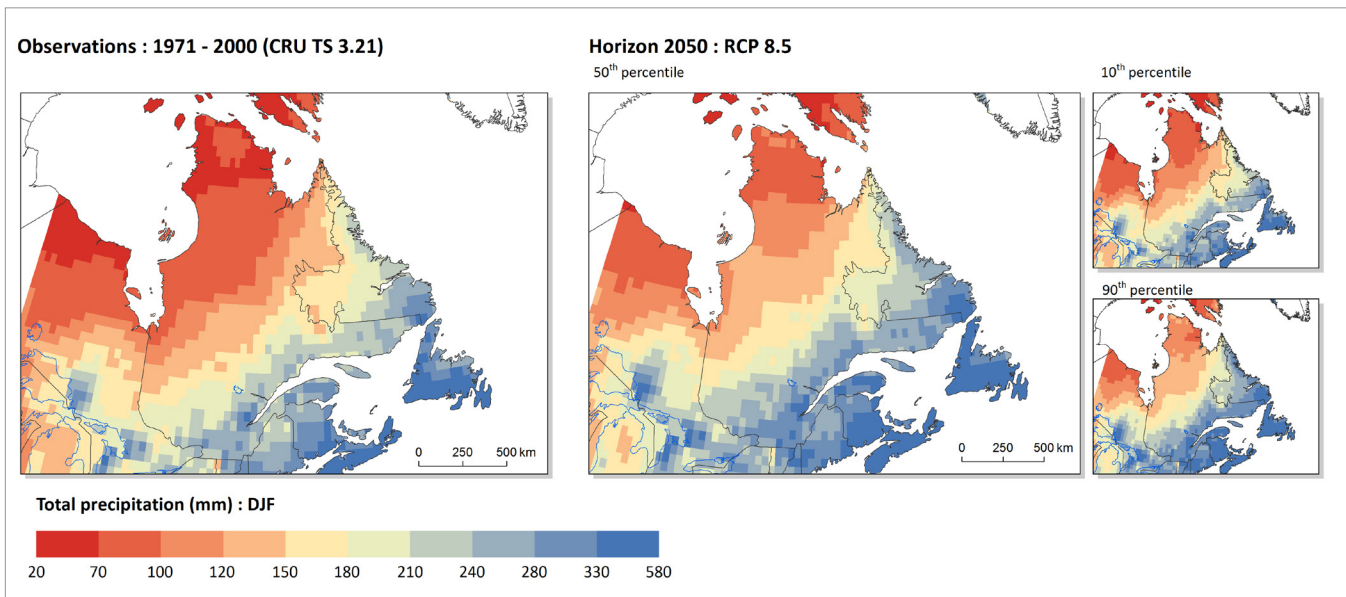 Observations : 1971 - 2000 (CRU TS 3.21)
Horizon 2050 : RCP 8.5
50th percentile
10th percentile
90th percentile
0 250 500 km
0 250 500 km
Total precipitation (mm) : DJF
20 70 100 120 150 180 210 240 280 330 580